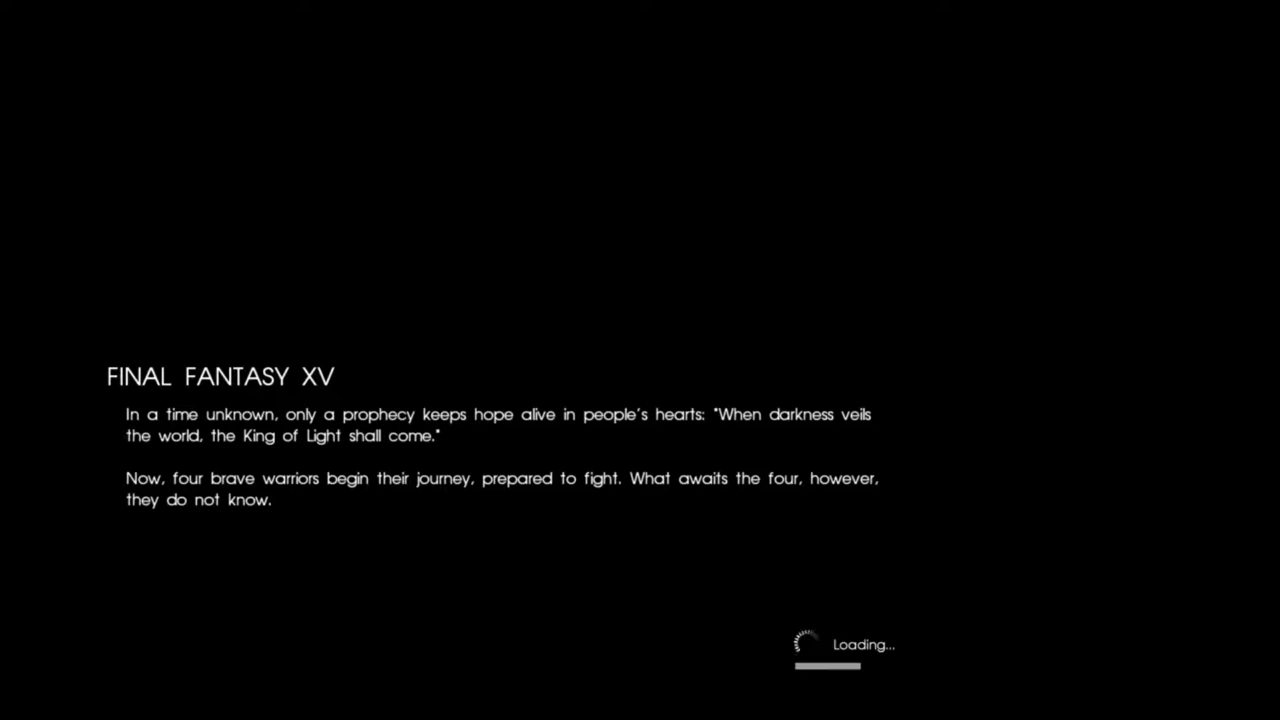 FINAL FANTASY XV
In a time unknown, only a prophecy keeps hope alive in people's hearts: "When darkness veils
the world, the King of Light shall come."
Now, four brave warriors begin their journey, prepared to fight. What awaits the four, however,
they do not know.
Loading...